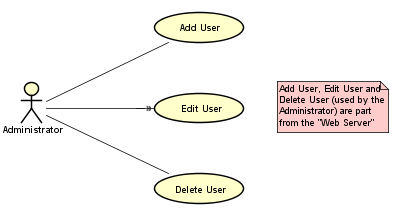 Add User
Edit User
Administrator
Delete User
Add User, Edit User and
Delete User (used by the
Administrator) are part
from the "Web Server"